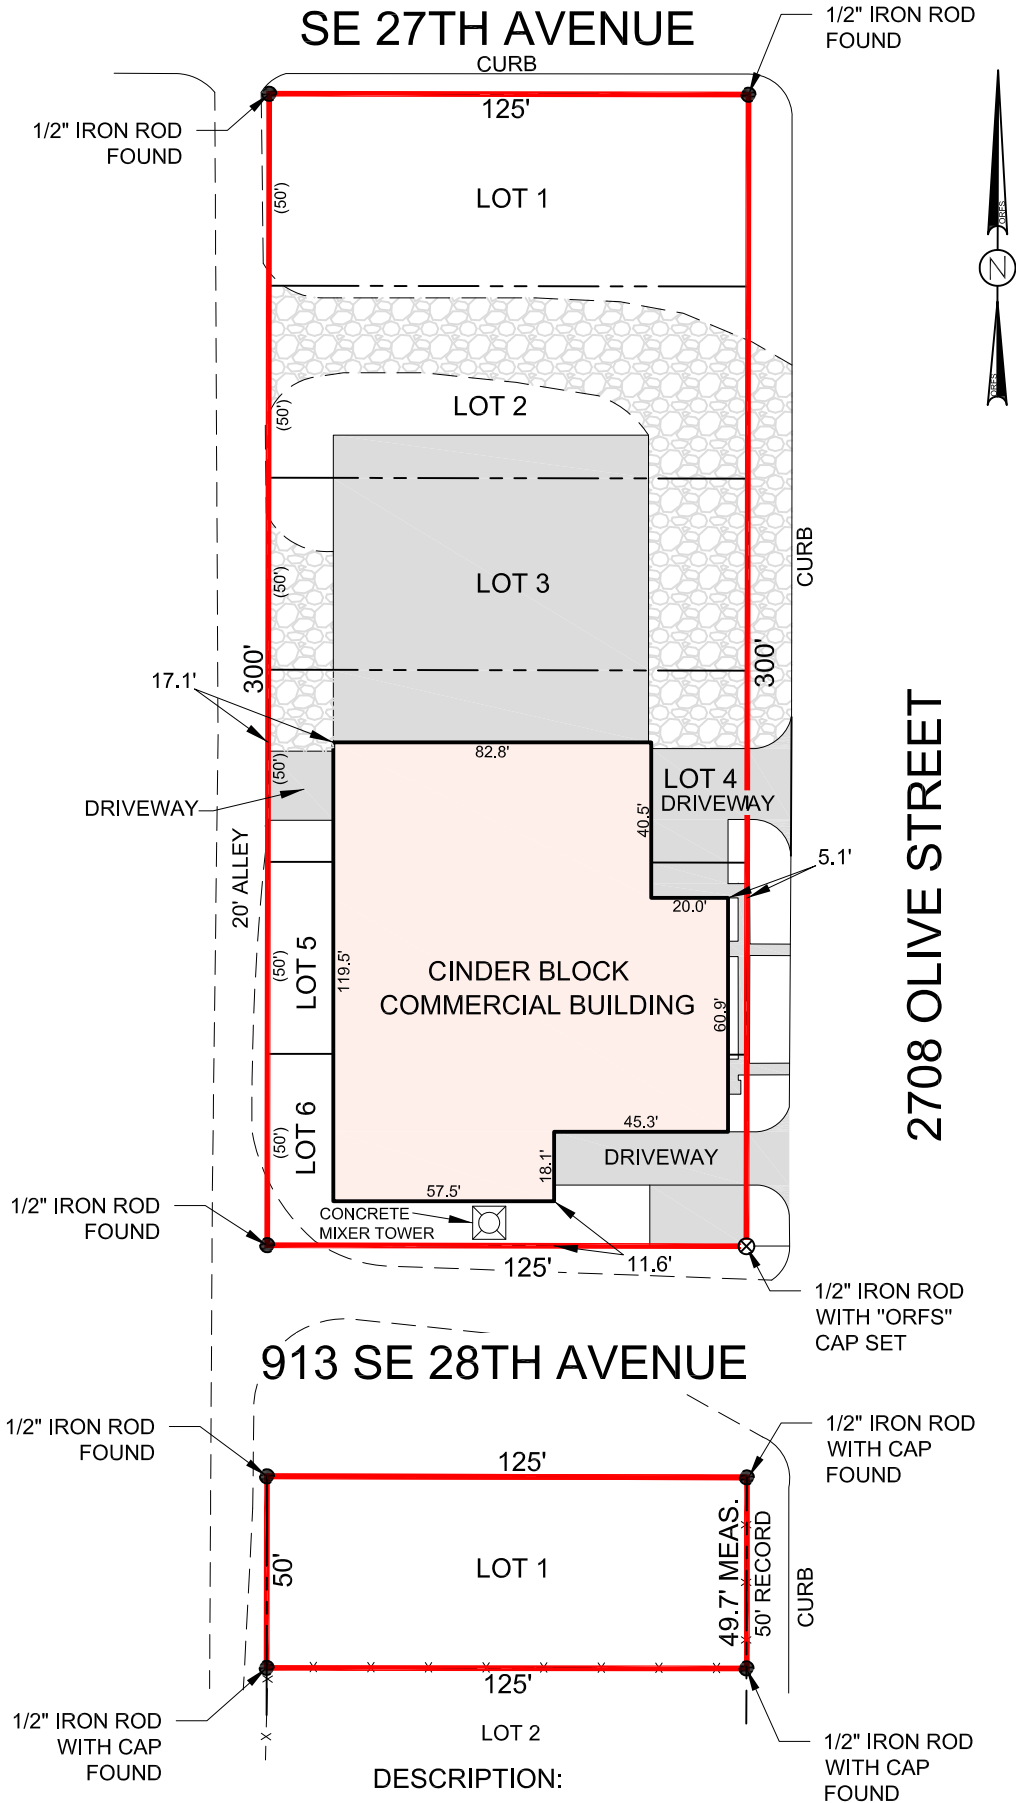 SE 27TH AVENUE
1/2" IRON ROD
FOUND
CURB
125'
1/2" IRON ROD
FOUND
(50')
LOT 1
ORFS
N
ORFS
(50')
LOT 2
CURB
(50')
LOT 3
300'
300'
17.1'
82.8'
(50')
LOT 4
DRIVEWAY
DRIVEWAY
40.5'
2708 OLIVE STREET
20' ALLEY
5.1'
20.0'
(50')
LOT 5
119.5'
CINDER BLOCK
COMMERCIAL BUILDING
60.9'
(50')
LOT 6
45.3'
18.1'
DRIVEWAY
57.5'
1/2" IRON ROD
FOUND
CONCRETE
MIXER TOWER
125'
11.6'
1/2" IRON ROD
WITH "ORFS"
CAP SET
913 SE 28TH AVENUE
1/2" IRON ROD
FOUND
125'
1/2" IRON ROD
WITH CAP
FOUND
50'
LOT 1
49.7' MEAS.
50' RECORD
CURB
125'
1/2" IRON ROD
WITH CAP
FOUND
LOT 2
1/2" IRON ROD
WITH CAP
FOUND
DESCRIPTION: